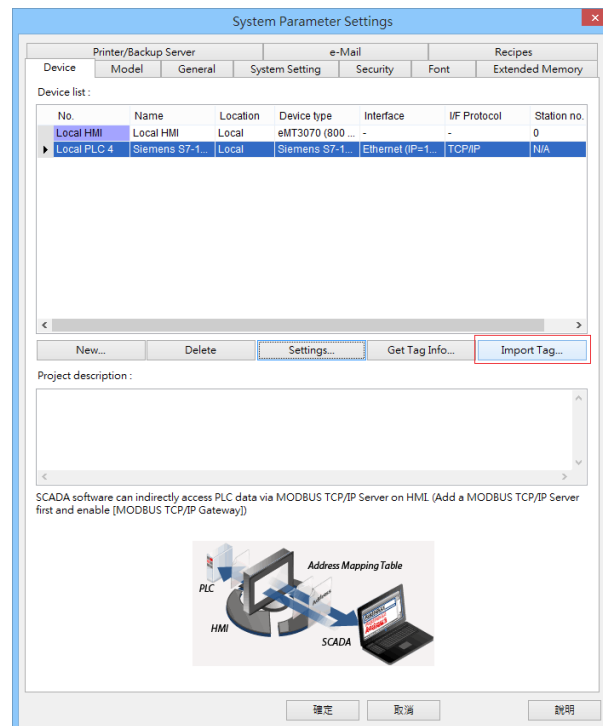 System Parameter Settings
Printer/Backup Server e-Mail Recipes
Device Model General System Setting Security Font Extended Memory
Device list :
No. Name Location Device type Interface I/F Protocol Station no.
Local HMI Local HMI Local eMT3070 (800 ... - - 0
Local PLC 4 Siemens S7-1... Local Siemens S7-1... Ethernet (IP=1... TCP/IP N/A
New... Delete Settings... Get Tag Info... Import Tag...
Project description :
SCADA software can indirectly access PLC data via MODBUS TCP/IP Server on HMI. (Add a MODBUS TCP/IP Server
first and enable [MODBUS TCP/IP Gateway])
Address Mapping Table
PLC
HMI
SCADA
確定 取消 說明